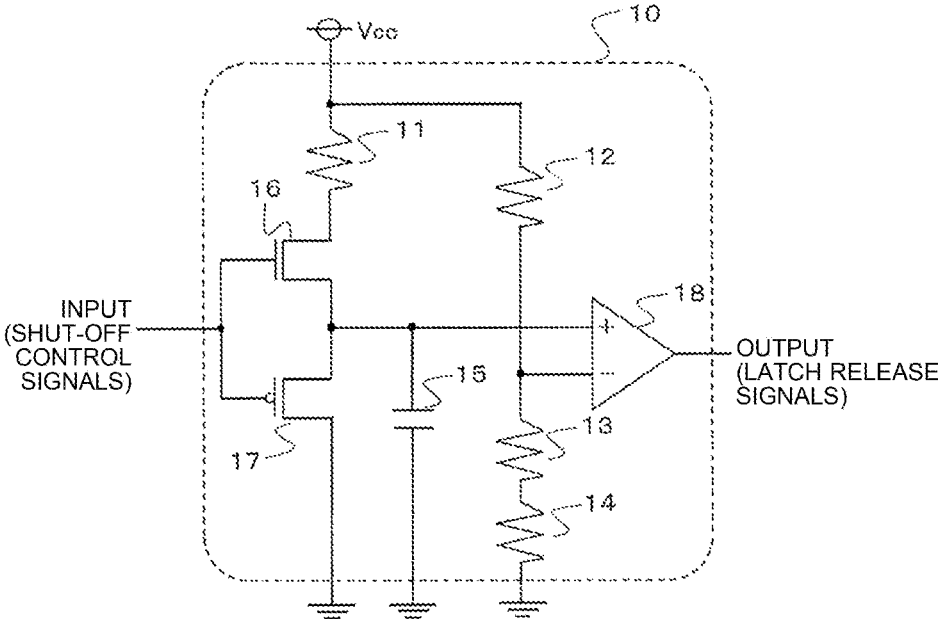 10
Vcc
11
12
16
INPUT
(SHUT-OFF
CONTROL
SIGNALS)
18
+
−
OUTPUT
(LATCH RELEASE
SIGNALS)
15
13
17
14